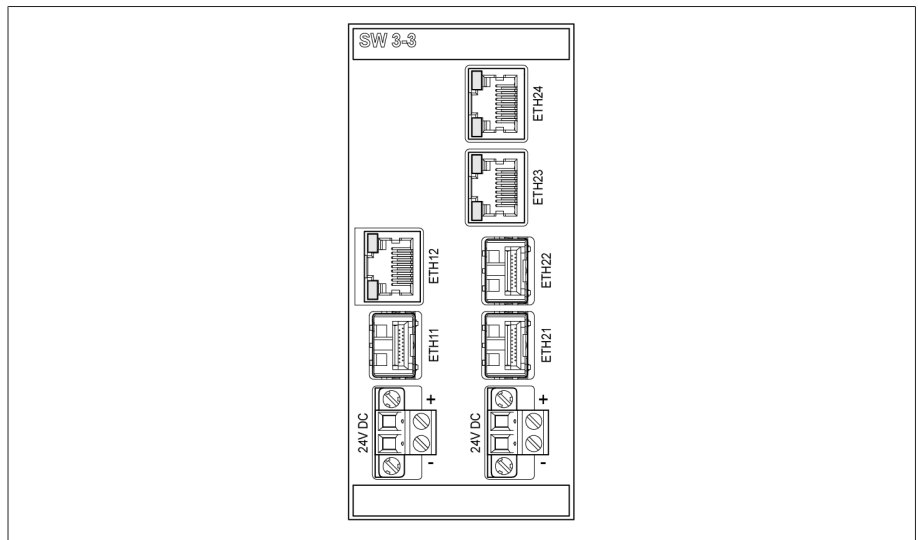 SW 3-3
ETH24
ETH23
ETH12
ETH22
ETH11
ETH21
24V DC
+
-
24V DC
+
-